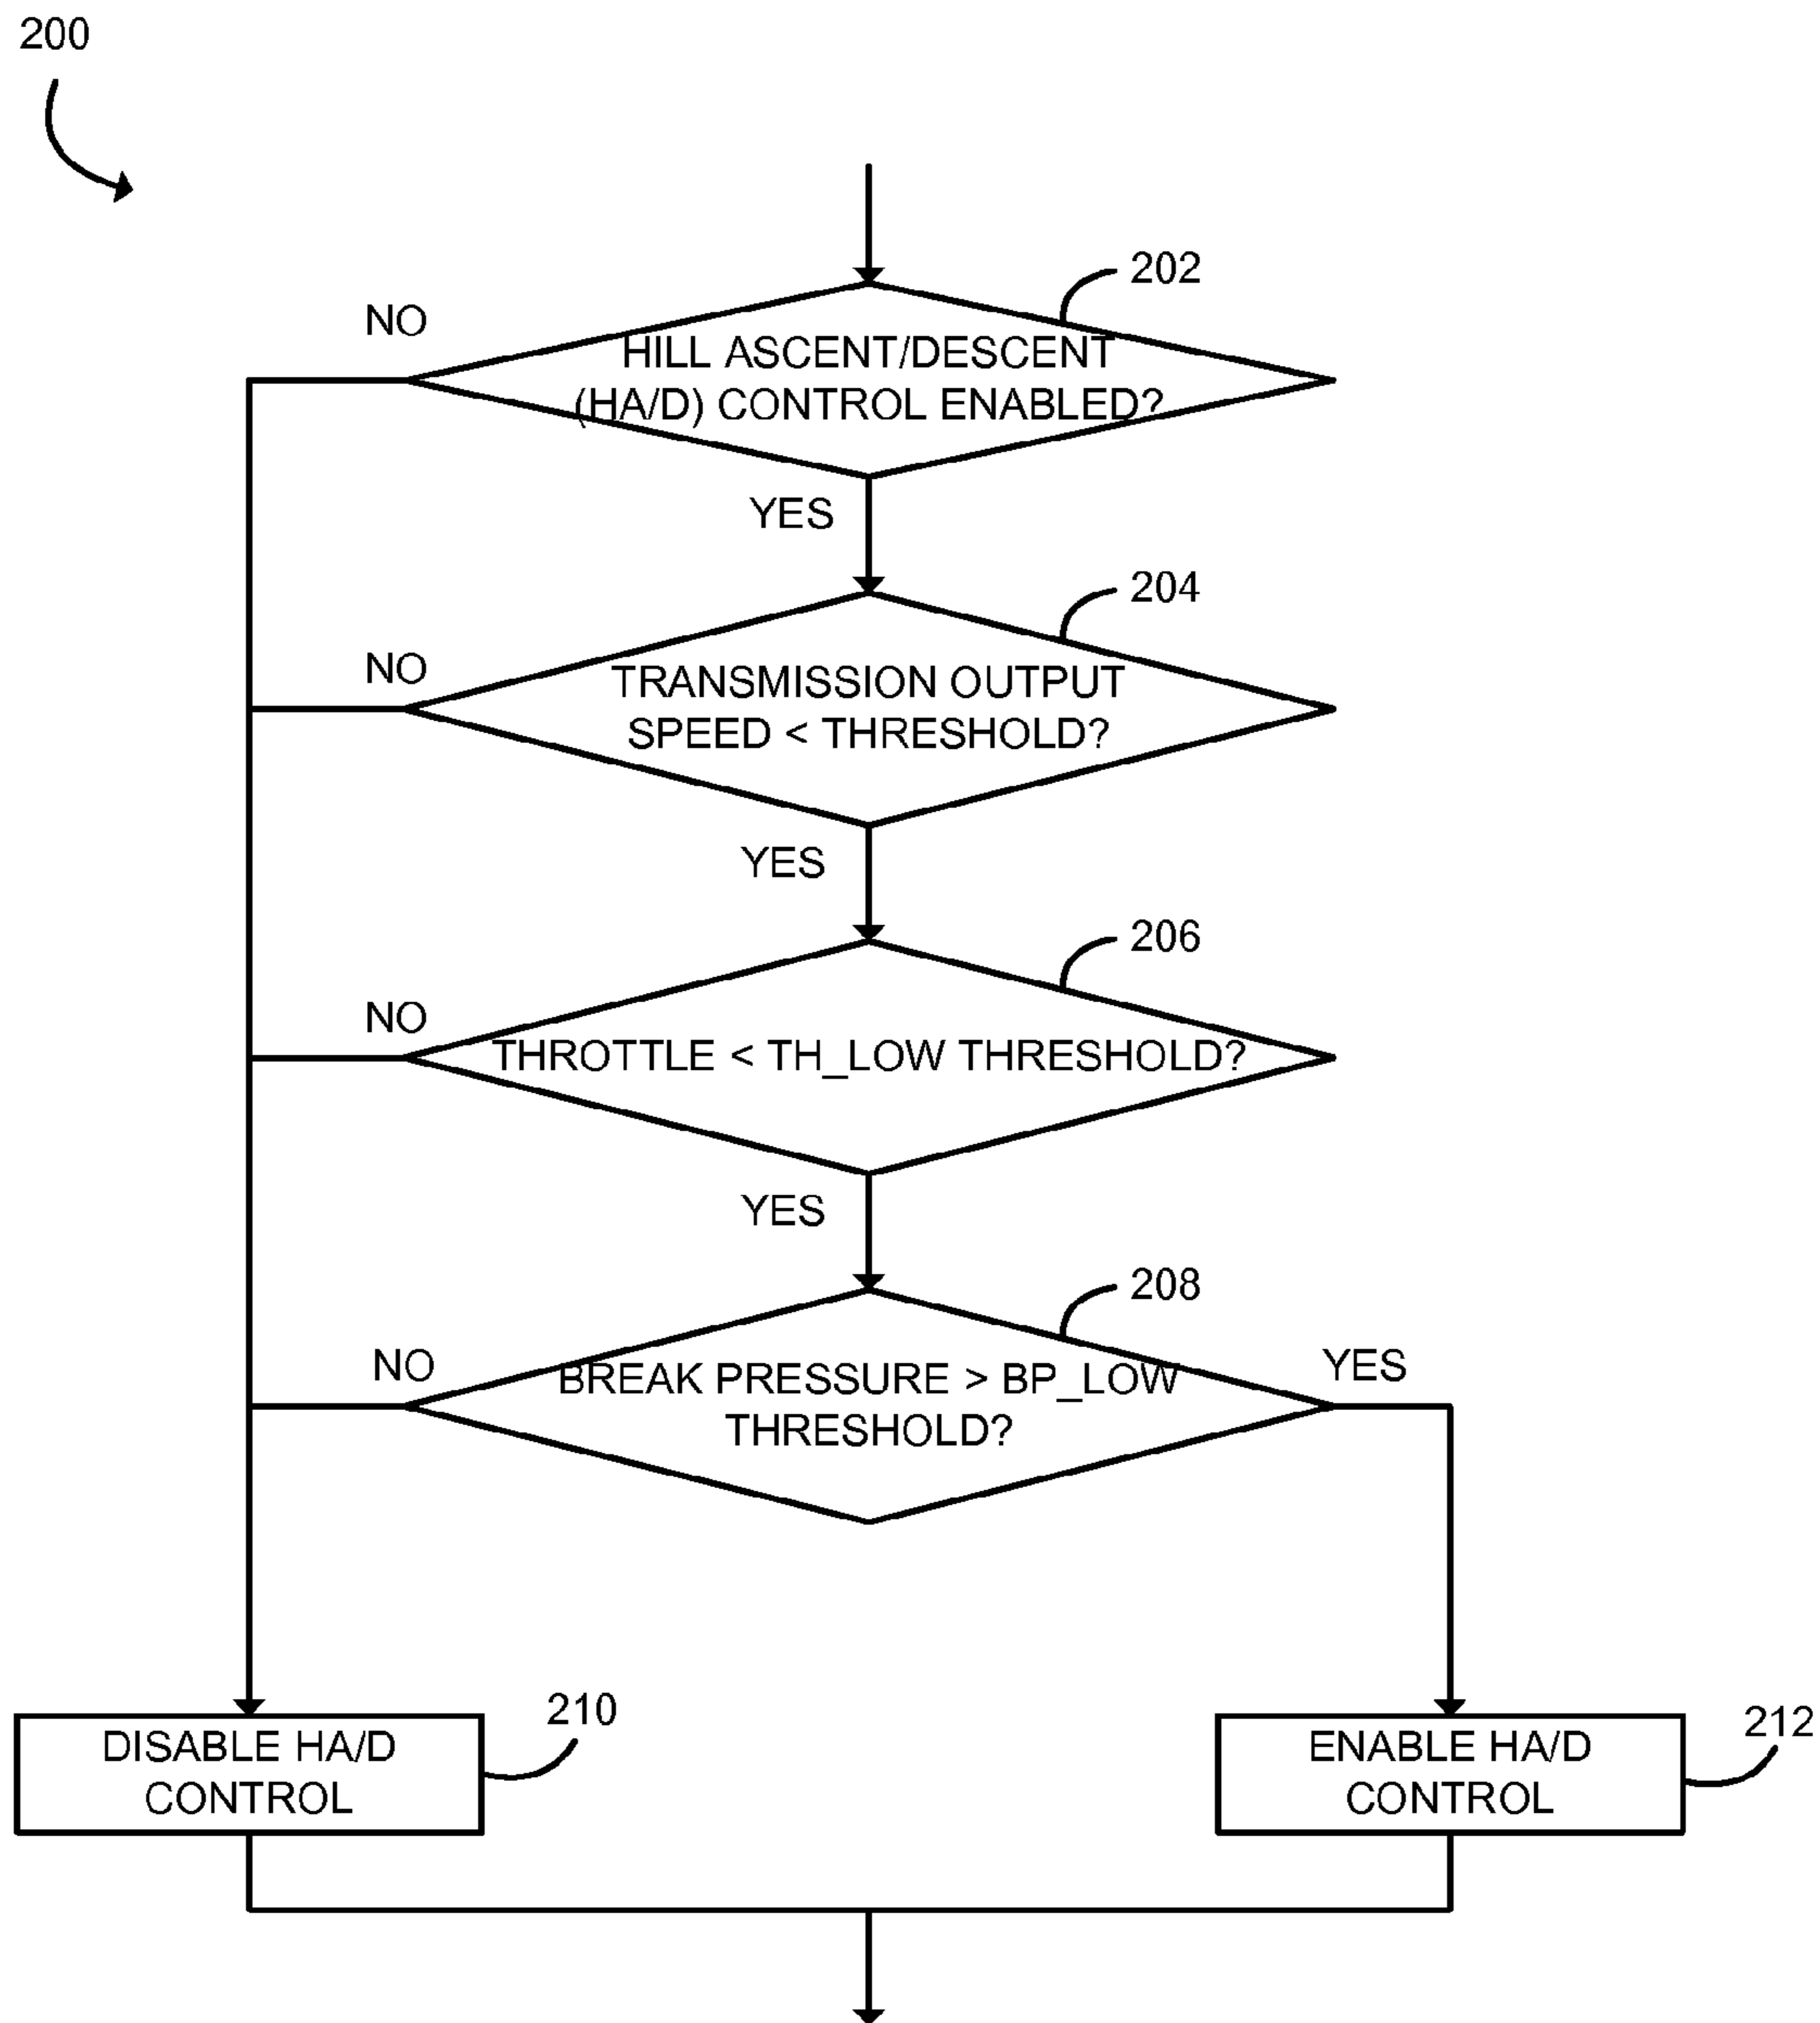 200
202
NO
HILL ASCENT/DESCENT
(HA/D) CONTROL ENABLED?
YES
204
NO
TRANSMISSION OUTPUT
SPEED < THRESHOLD?
YES
206
NO
THROTTLE < TH_LOW THRESHOLD?
YES
208
NO
BREAK PRESSURE > BP_LOW
THRESHOLD?
YES
210
DISABLE HA/D
CONTROL
212
ENABLE HA/D
CONTROL